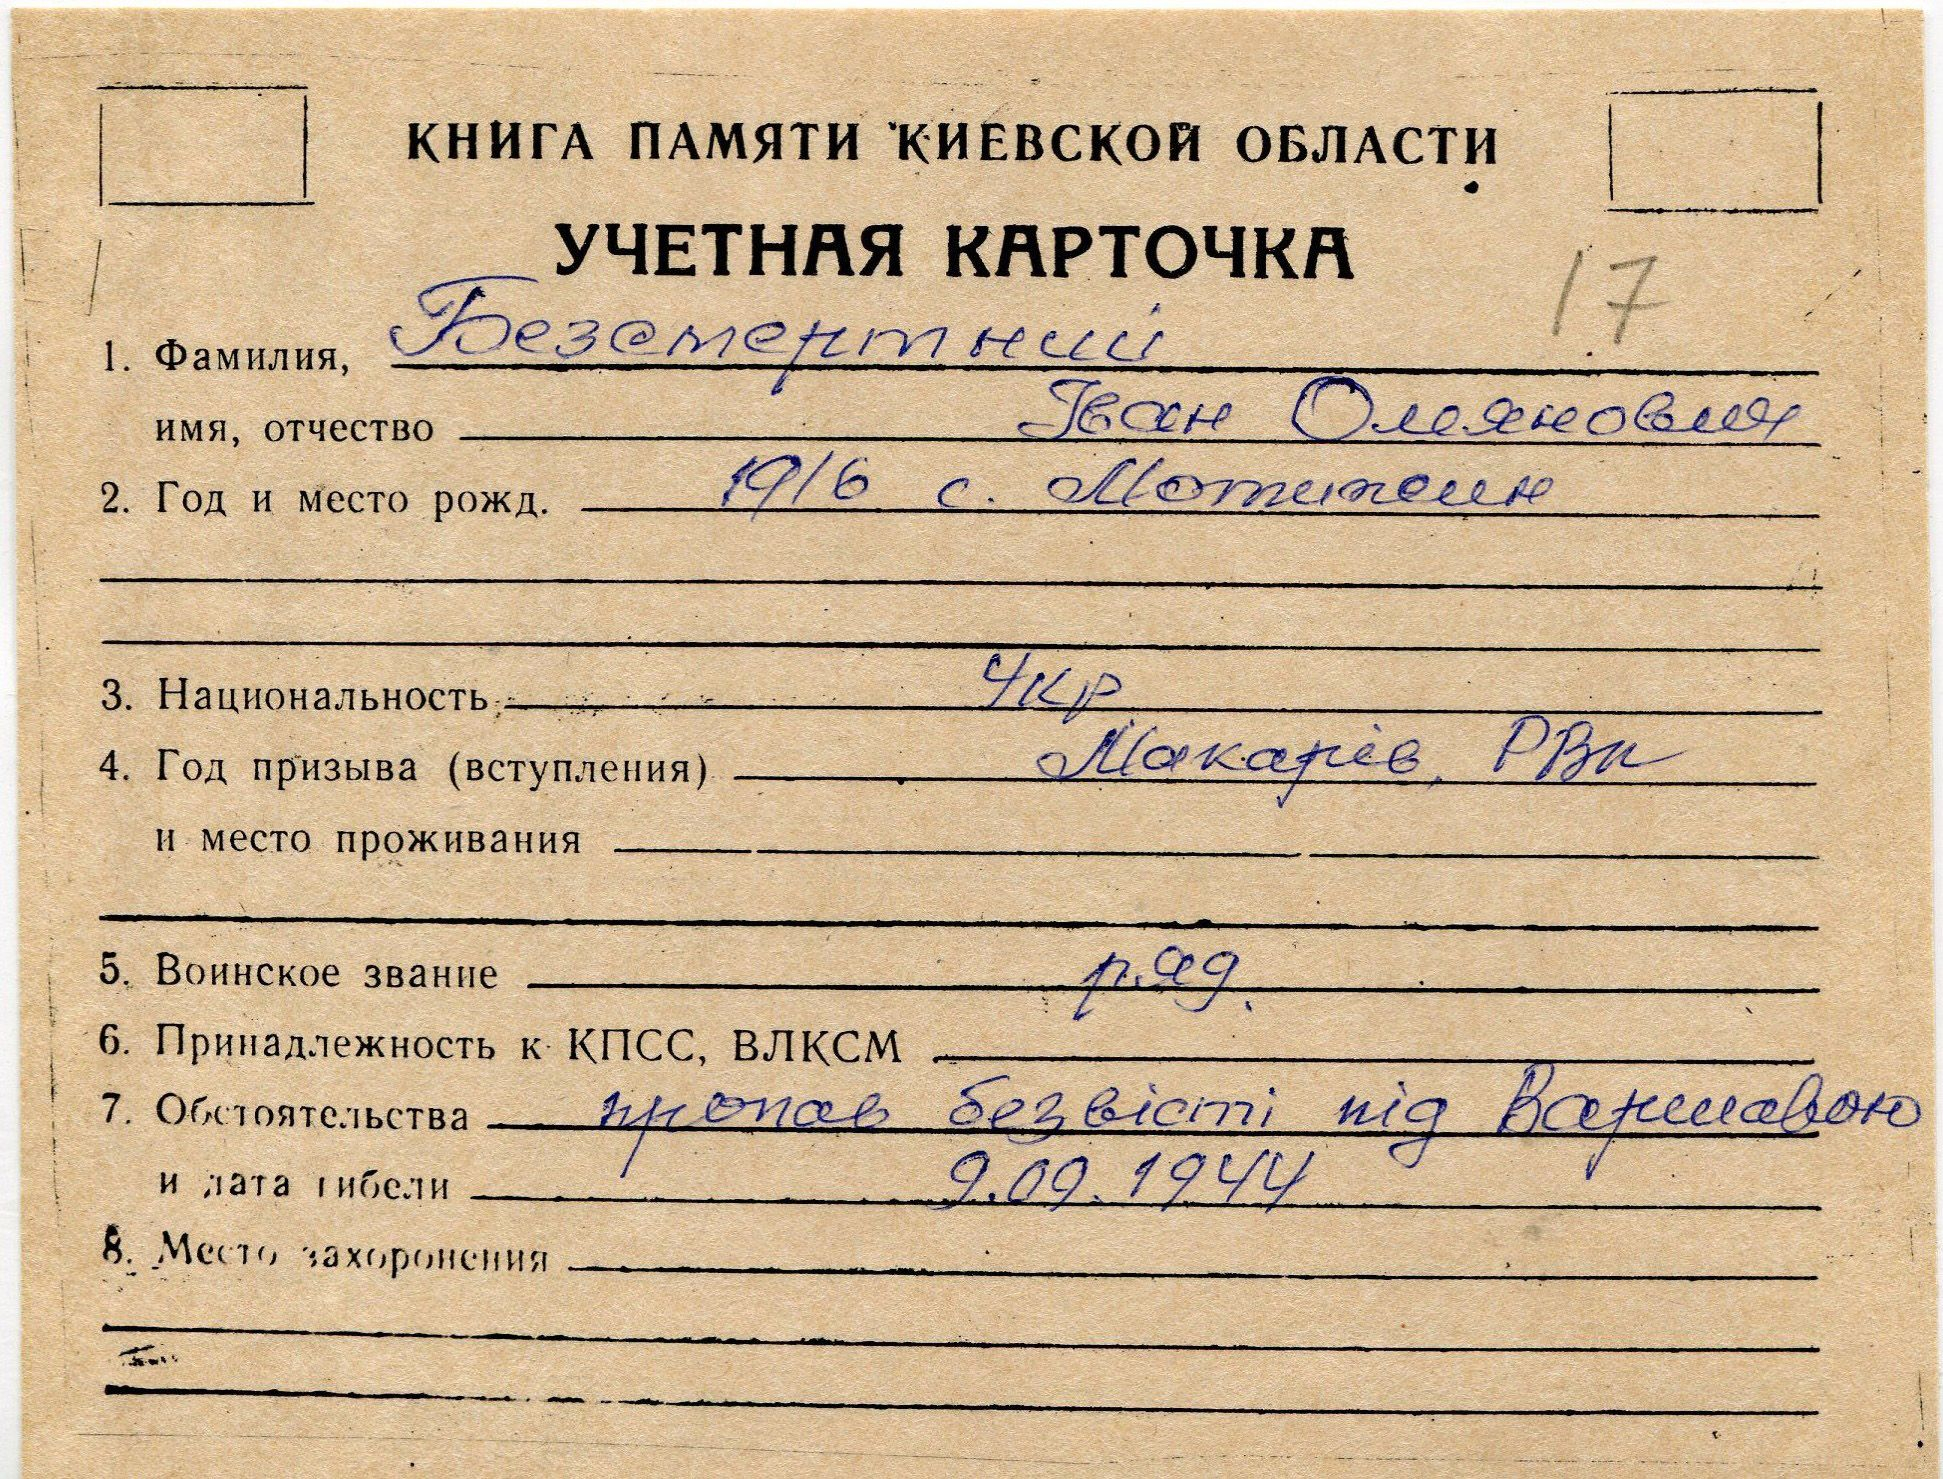 КНИГА ПАМЯТИ КИЕВСКОЙ ОБЛАСТИ
УЧЕТНАЯ КАРТОЧКА
17
1. Фамилия, Безсмертний
имя, отчество Іван Омелянович
2. Год и место рожд. 1916 с. Мотижин
3. Национальность Укр
4. Год призыва (вступления) Макарів. РВк
и место проживания
5. Воинское звание ряд.
6. Принадлежность к КПСС, ВЛКСМ
7. Обстоятельства пропав безвісті під Варшавою
и дата гибели 9.09.1944
8. Место захоронения